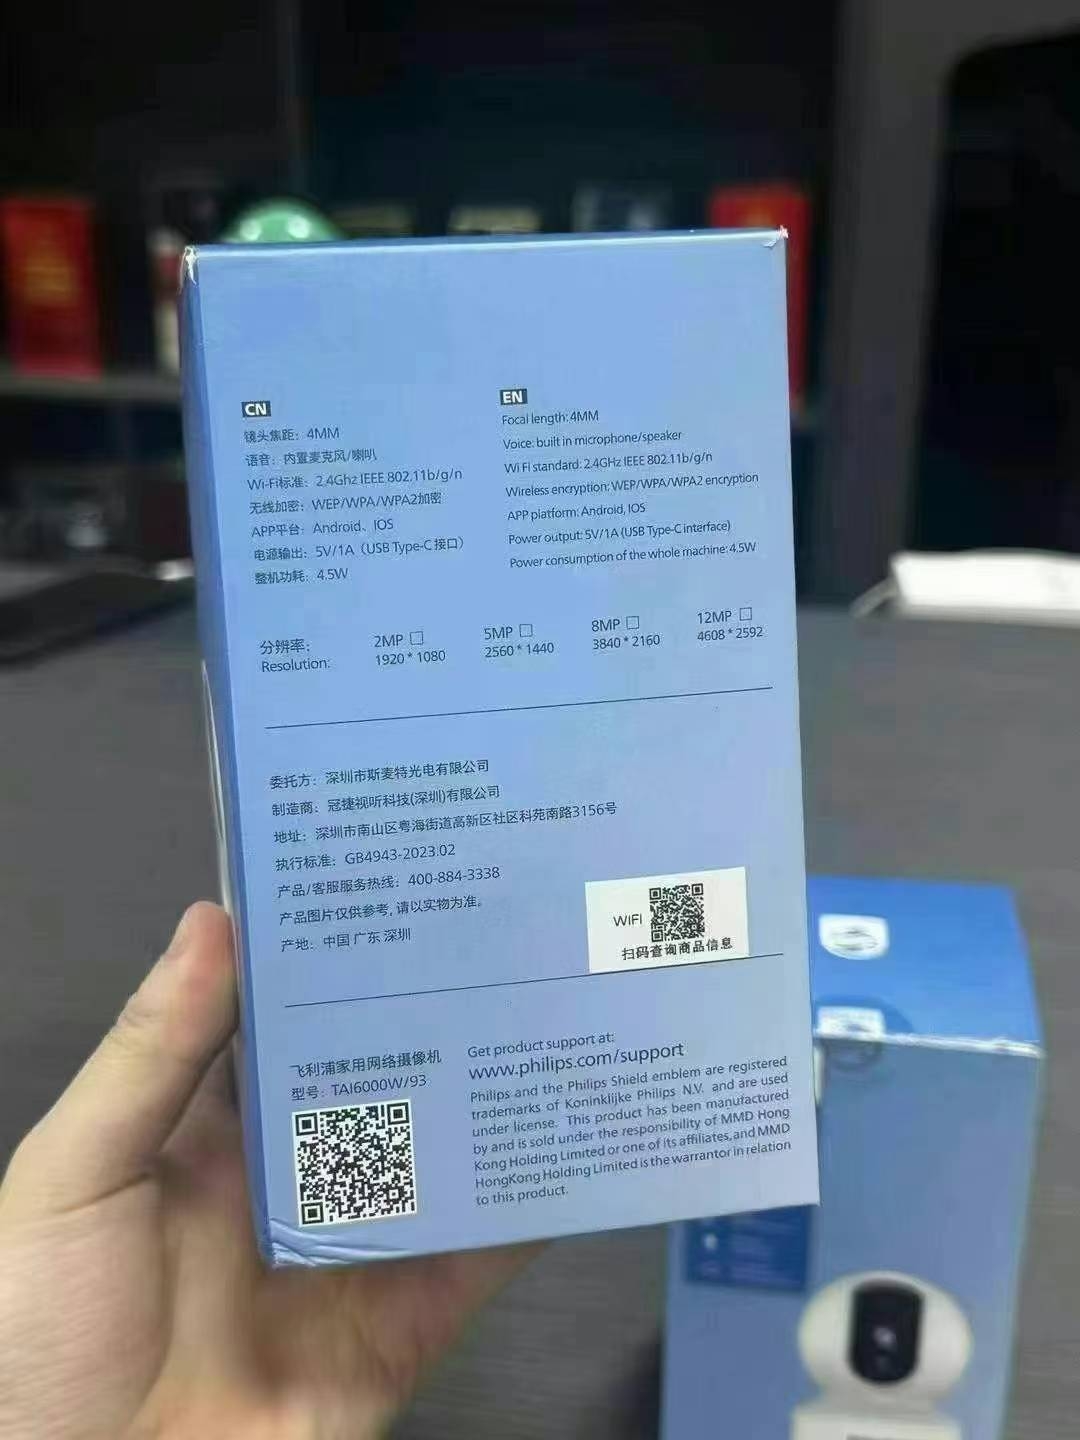 CN
镜头焦距：4MM
语音：内置麦克风/喇叭
Wi-Fi标准：2.4Ghz IEEE 802.11b/g/n
无线加密：WEP/WPA/WPA2加密
APP平台：Android、IOS
电源输出：5V/1A（USB Type-C接口）
整机功耗：4.5W
EN
Focal length: 4MM
Voice: built in microphone/speaker
Wi Fi standard: 2.4GHz IEEE 802.11b/g/n
Wireless encryption: WEP/WPA/WPA2 encryption
APP platform: Android, IOS
Power output: 5V/1A (USB Type-C interface)
Power consumption of the whole machine: 4.5W
分辨率： 2MP □ 5MP □ 8MP □ 12MP □
Resolution: 1920*1080 2560*1440 3840*2160 4608*2592
委托方：深圳市斯麦特光电有限公司
制造商：冠捷视听科技(深圳)有限公司
地址：深圳市南山区粤海街道高新区社区科苑南路3156号
执行标准：GB4943-2023.02
产品/客服服务热线：400-884-3338
产品图片仅供参考, 请以实物为准。
产地：中国 广东 深圳
WIFI
扫码查询商品信息
飞利浦家用网络摄像机
型号：TAI6000W/93
Get product support at:
www.philips.com/support
Philips and the Philips Shield emblem are registered
trademarks of Koninklijke Philips N.V. and are used
under license. This product has been manufactured
by and is sold under the responsibility of MMD Hong
Kong Holding Limited or one of its affiliates, and MMD
HongKong Holding Limited is the warrantor in relation
to this product.